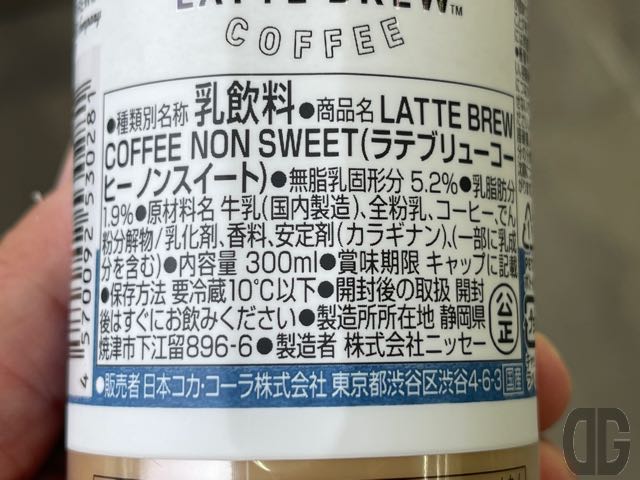 LATTE BREW™
COFFEE
●種類別名称 乳飲料●商品名 LATTE BREW
COFFEE NON SWEET(ラテブリューコー
ヒー ノンスイート)●無脂乳固形分 5.2%●乳脂肪分
1.9%●原材料名 牛乳(国内製造)、全粉乳、コーヒー、でん
粉分解物/乳化剤、香料、安定剤(カラギナン)、(一部に乳成
分を含む)●内容量 300ml●賞味期限 キャップに記載
●保存方法 要冷蔵10℃以下●開封後の取扱 開封
後はすぐにお飲みください●製造所所在地 静岡県
焼津市下江留896-6●製造者 株式会社ニッセー
公正
●販売者 日本コカ・コーラ株式会社 東京都渋谷区渋谷4-6-3 国産
4 570092 530281
DG